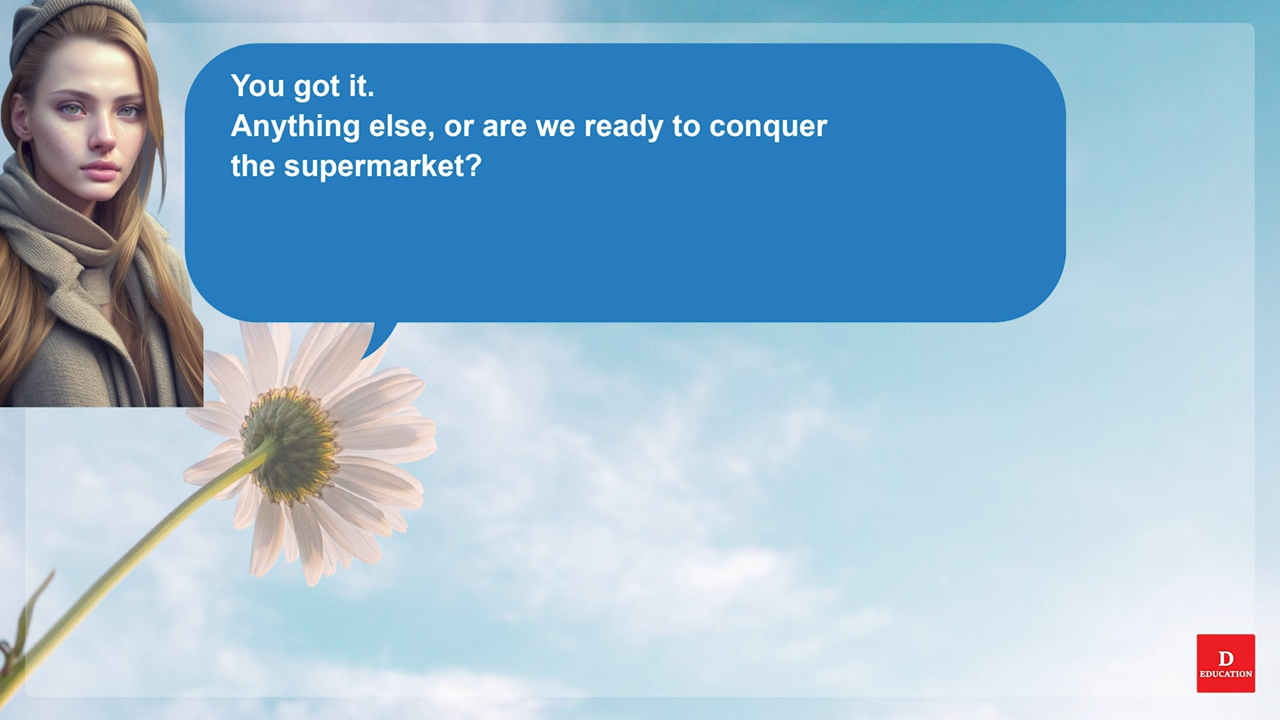 You got it.
Anything else, or are we ready to conquer
the supermarket?
D
EDUCATION